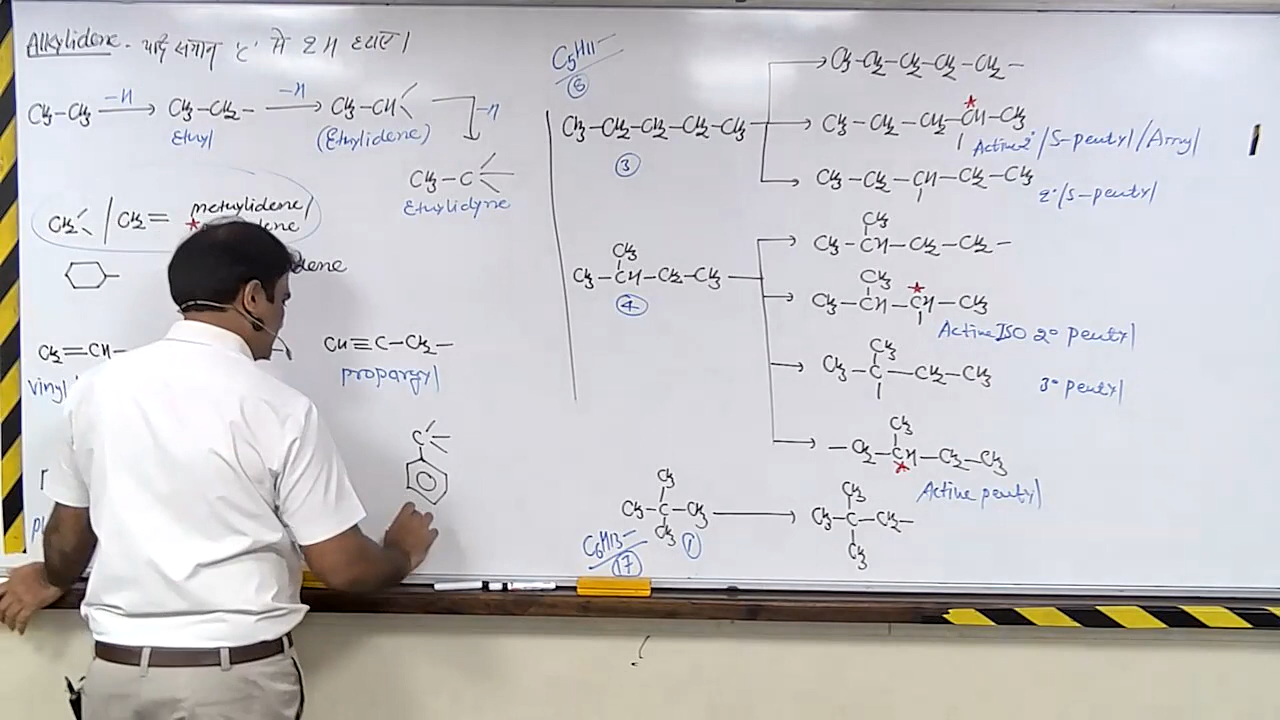 Alkylidene - यदि समान 'C' से 2H हटाए।
CH3-CH3 -H→ CH3-CH2- -H→ CH3-CH< -H
Ethyl (Ethylidene)
CH3-C
Ethylidyne
CH2< / CH2= methylidene/
dene
CH2=CH-
vinyl
CH≡C-CH2-
propargyl
C
C5H11-
8
CH3-CH2-CH2-CH2-CH3
3
CH3-CH2-CH2-CH2-CH2-
CH3-CH2-CH2-CH-CH3
Active 2°/S-pentyl/Amyl
CH3-CH2-CH-CH2-CH3
2°/S-pentyl
CH3
CH3-CH-CH2-CH3
4
CH3
CH3-CH-CH2-CH2-
CH3
CH3-CH-CH-CH3
Active ISO 2° pentyl
CH3
CH3-C-CH2-CH3
3° pentyl
CH3
-CH2-CH-CH2-CH3
Active pentyl
CH3
CH3-C-CH3
CH3
1
CH3
CH3-C-CH2-
CH3
C6H13-
17